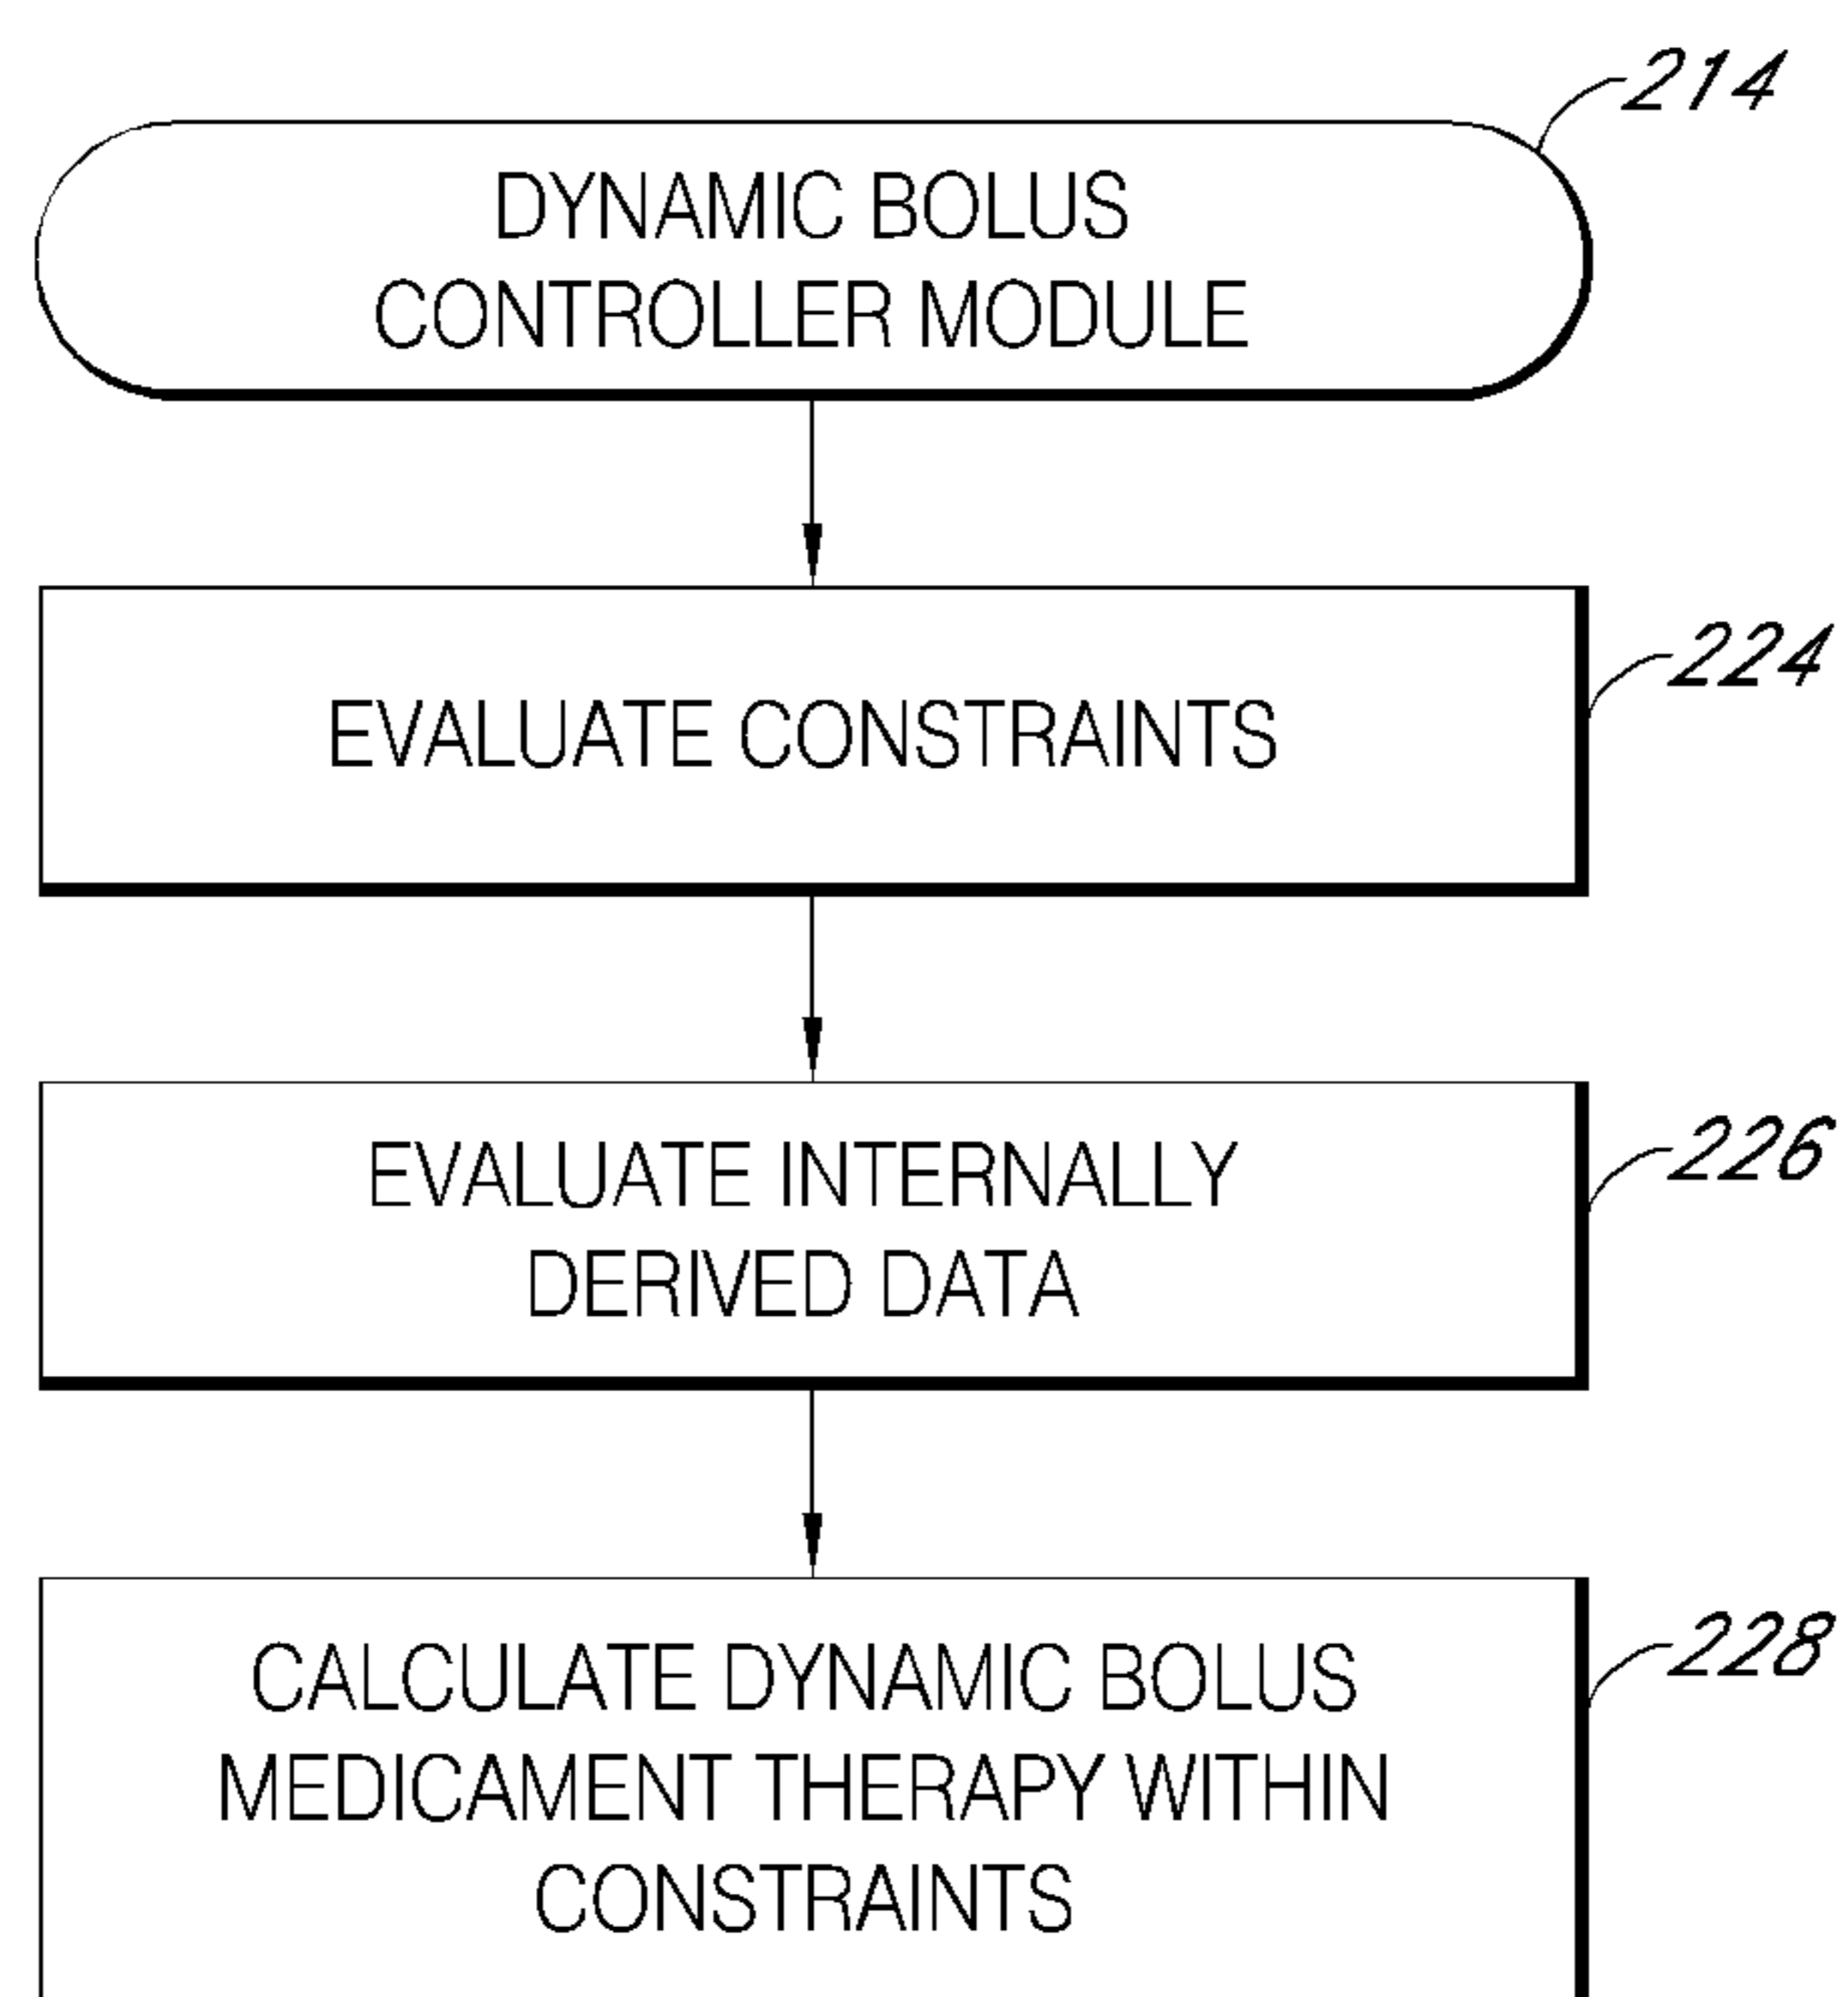 214
DYNAMIC BOLUS
CONTROLLER MODULE
224
EVALUATE CONSTRAINTS
226
EVALUATE INTERNALLY
DERIVED DATA
228
CALCULATE DYNAMIC BOLUS
MEDICAMENT THERAPY WITHIN
CONSTRAINTS